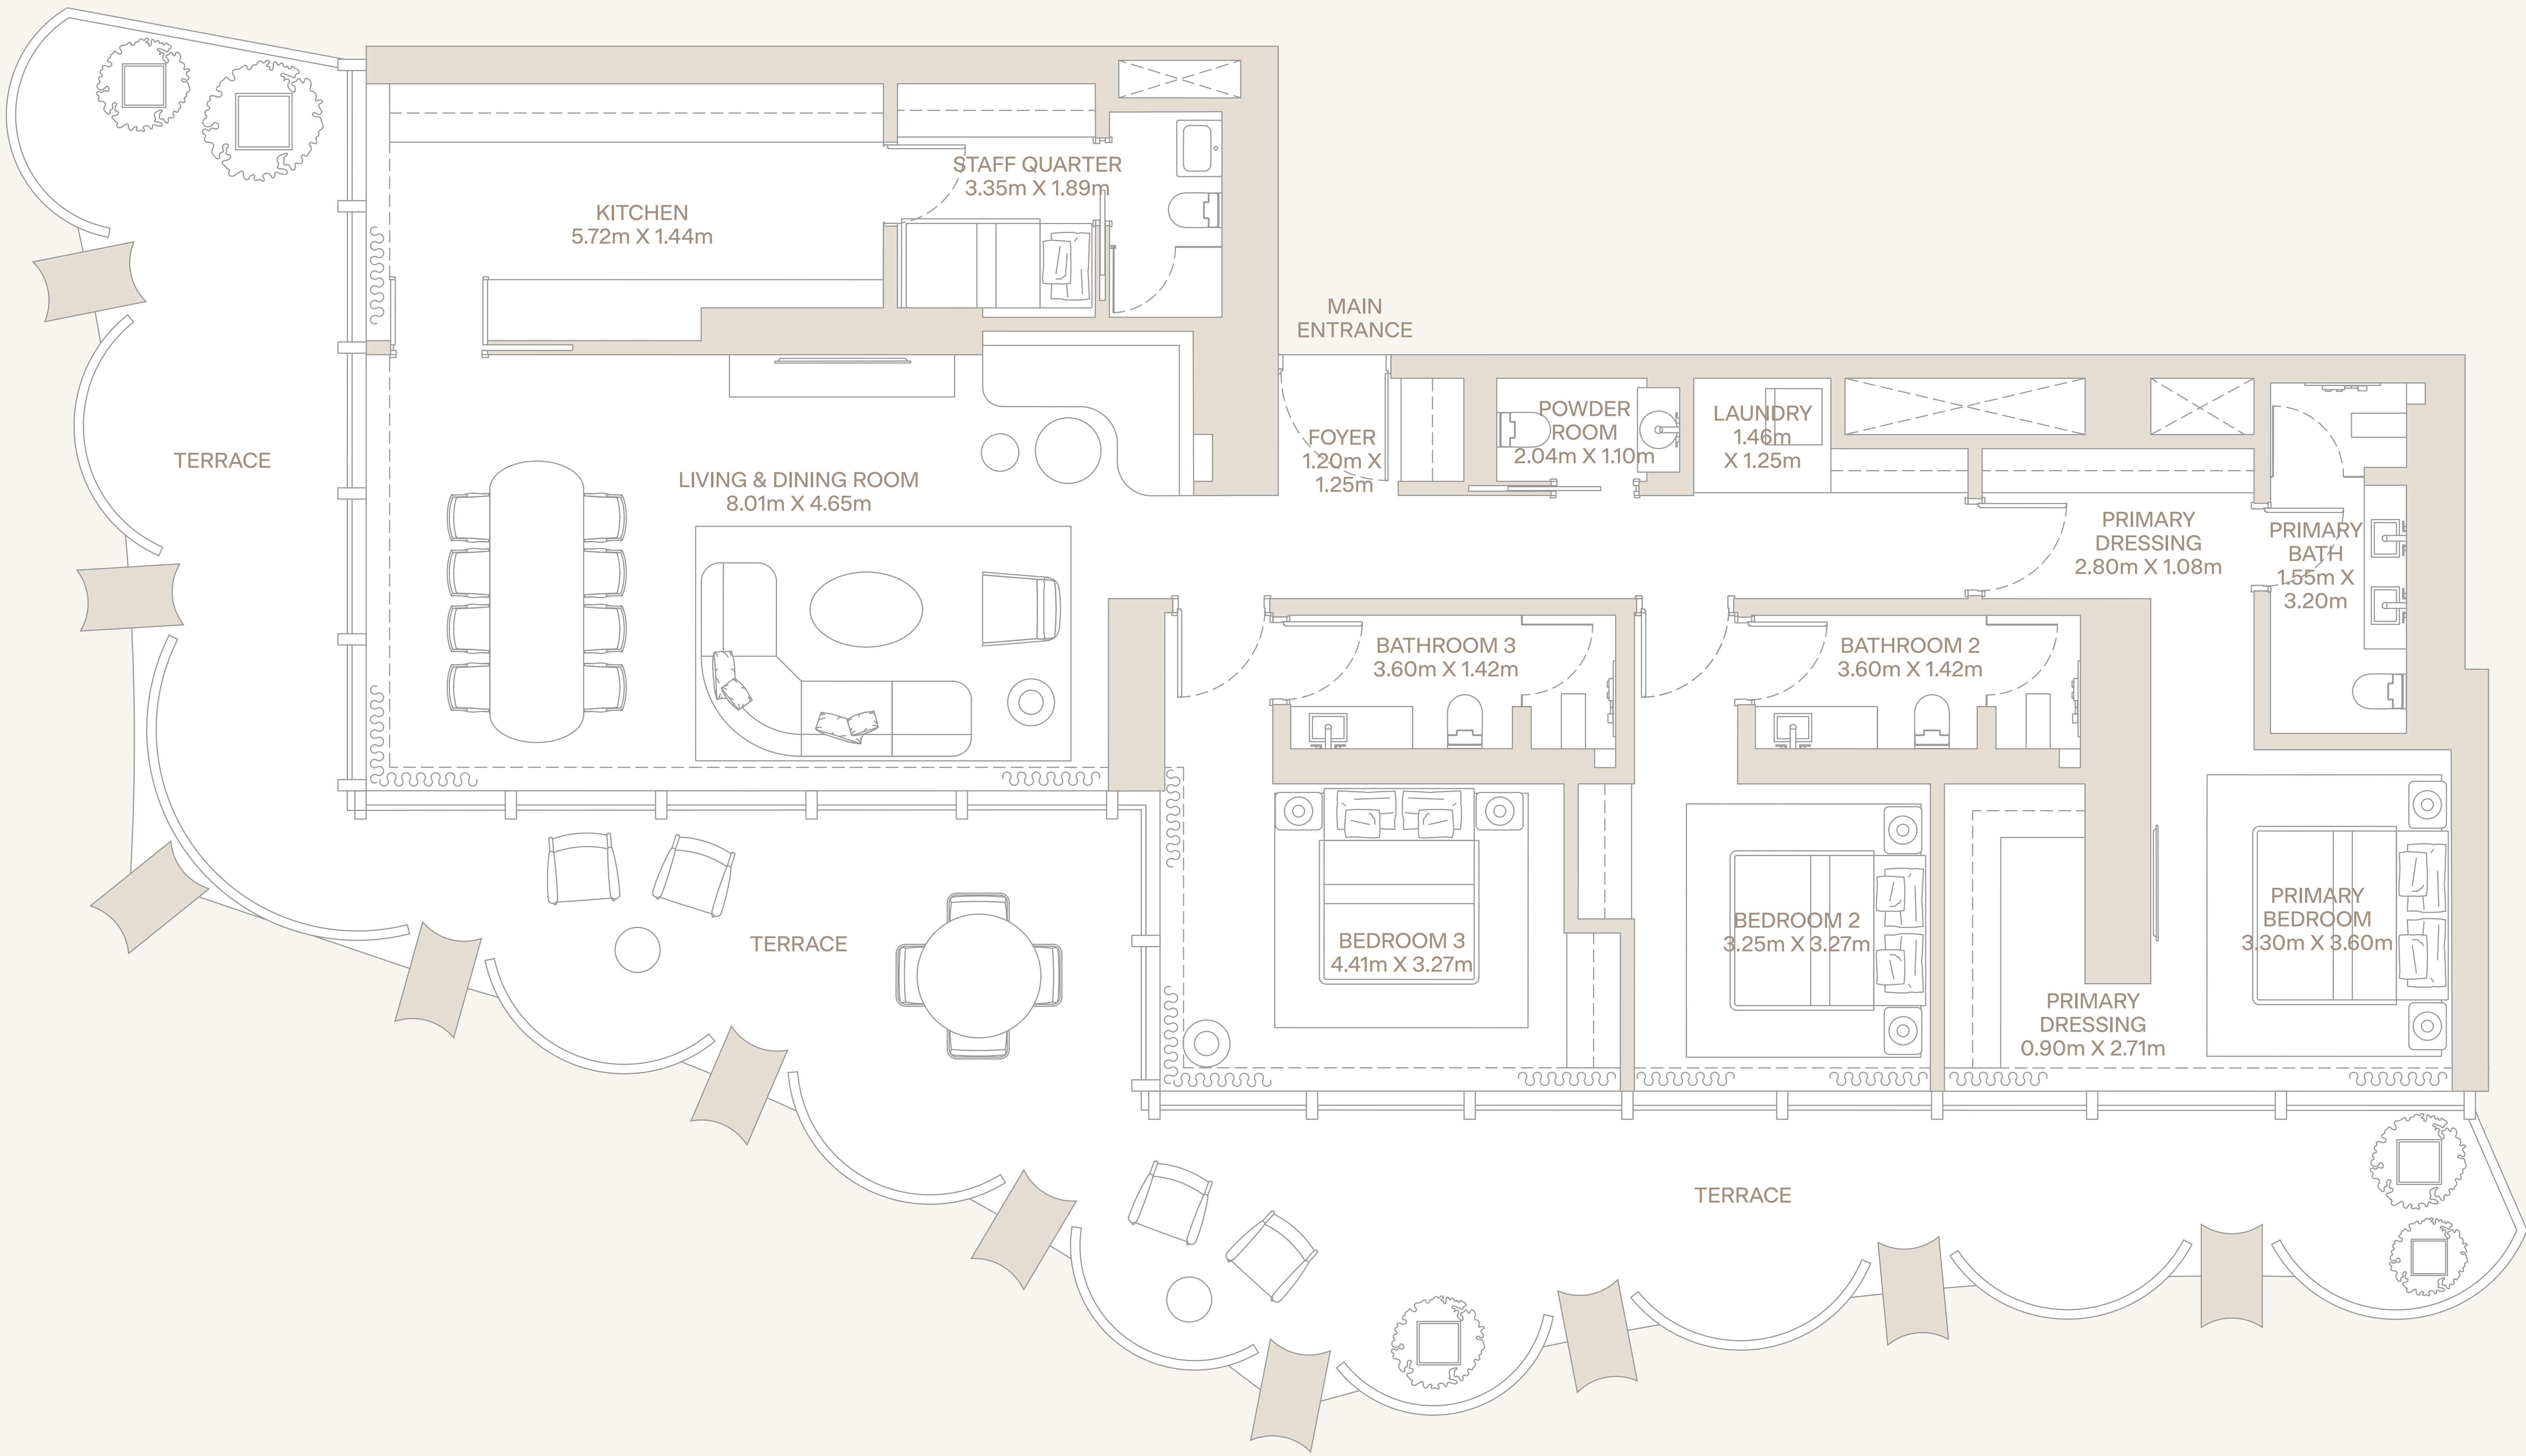 STAFF QUARTER
3.35m X 1.89m
KITCHEN
5.72m X 1.44m
MAIN
ENTRANCE
FOYER
1.20m X
1.25m
POWDER
ROOM
2.04m X 1.10m
LAUNDRY
1.46m
X 1.25m
TERRACE
LIVING & DINING ROOM
8.01m X 4.65m
PRIMARY
DRESSING
2.80m X 1.08m
PRIMARY
BATH
1.55m X
3.20m
BATHROOM 3
3.60m X 1.42m
BATHROOM 2
3.60m X 1.42m
TERRACE
BEDROOM 3
4.41m X 3.27m
BEDROOM 2
3.25m X 3.27m
PRIMARY
BEDROOM
3.30m X 3.60m
PRIMARY
DRESSING
0.90m X 2.71m
TERRACE